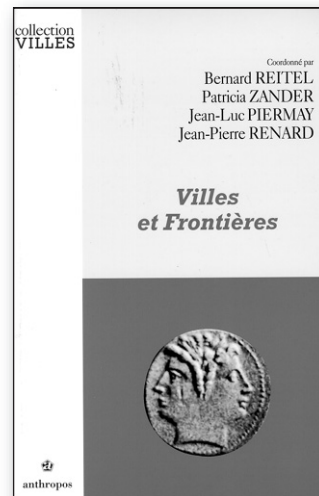 collection
VILLES
Coordonné par
Bernard REITEL
Patricia ZANDER
Jean-Luc PIERMAY
Jean-Pierre RENARD
Villes
et Frontières
anthropos